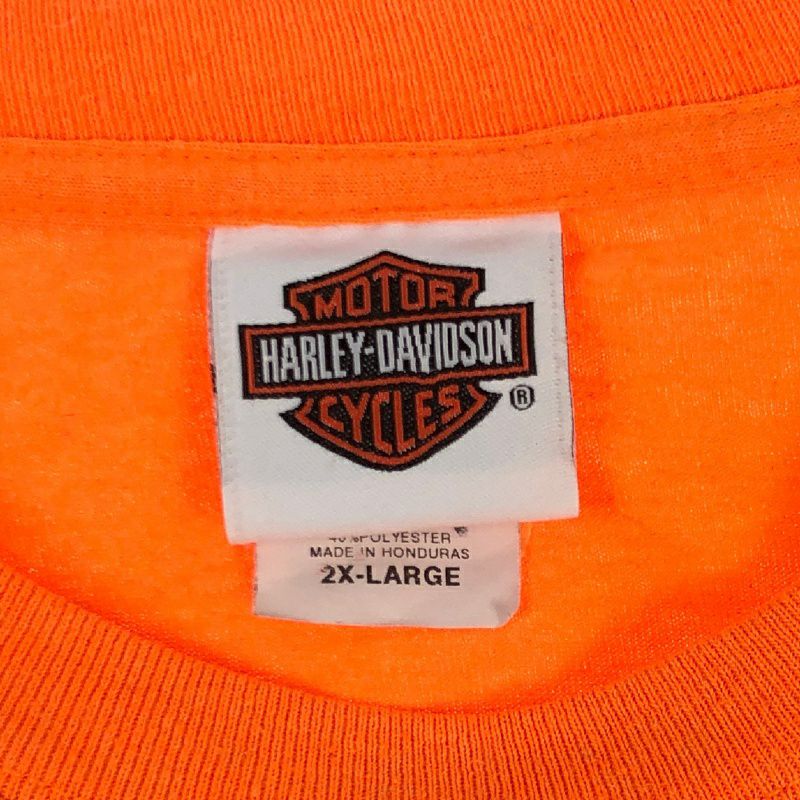 MOTOR
HARLEY-DAVIDSON
CYCLES
®
POLYESTER
MADE IN HONDURAS
2X-LARGE